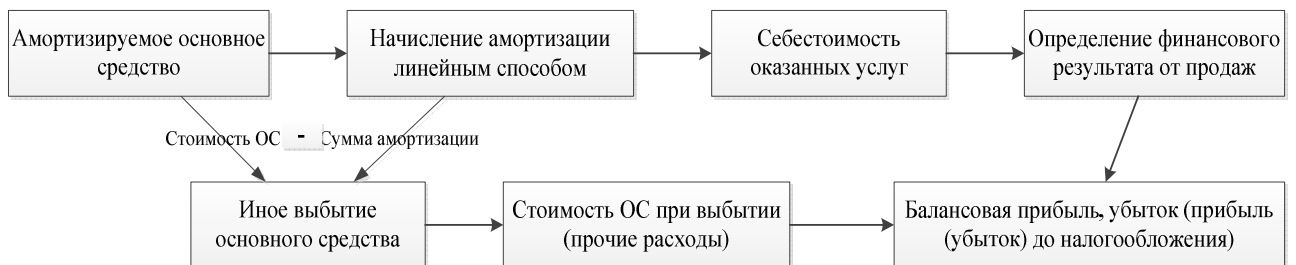 Амортизируемое основное
средство
Начисление амортизации
линейным способом
Себестоимость
оказанных услуг
Определение финансового
результата от продаж
Стоимость ОС - Сумма амортизации
Иное выбытие
основного средства
Стоимость ОС при выбытии
(прочие расходы)
Балансовая прибыль, убыток (прибыль
(убыток) до налогообложения)